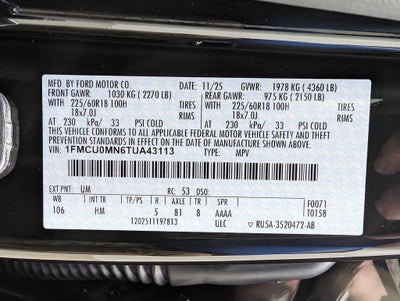 MFD. BY FORD MOTOR CO. 11/25 GVWR: 1978 KG ( 4360 LB)
FRONT GAWR: 1030 KG ( 2270 LB) REAR GAWR: 975 KG ( 2150 LB)
WITH TIRES WITH TIRES
225/60R18 100H 225/60R18 100H
18x7.0J RIMS 18x7.0J RIMS
AT 230 kPa/ 33 PSI COLD AT 230 kPa/ 33 PSI COLD
THIS VEHICLE CONFORMS TO ALL APPLICABLE FEDERAL MOTOR VEHICLE SAFETY
AND THEFT PREVENTION STANDARDS IN EFFECT ON THE DATE OF MANUFACTURE SHOWN ABOVE.
VIN: 1FMCU0MN6TUA43113 TYPE: MPV
EXT PNT: UM RC: 53 DSO:
WB INT TR TP/PS R AXLE TR SPR F0071
106 HM 5 81 8 AAAA T0158
1202511197813 ULC RU5A-3520472-AB